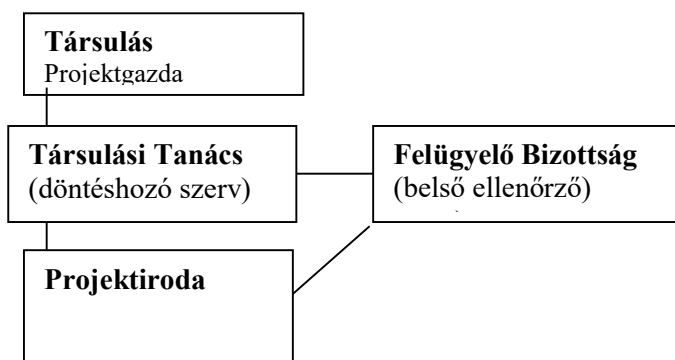 Társulás
Projektgazda
Társulási Tanács
(döntéshozó szerv)
Felügyelő Bizottság
(belső ellenőrző)
Projektiroda